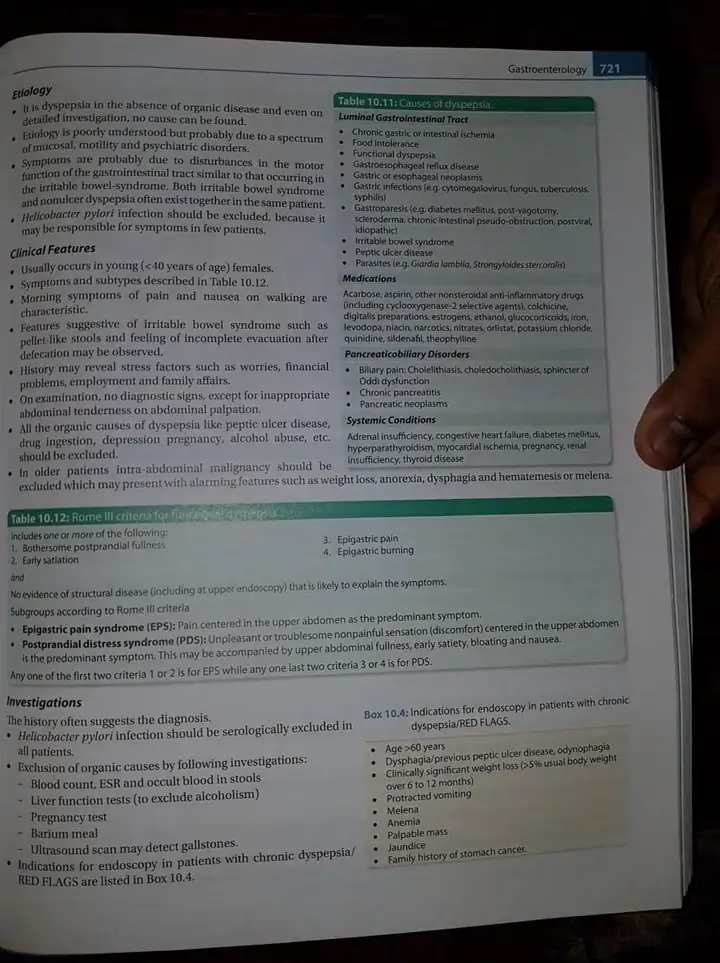 Gastroenterology 721
Etiology
• It is dyspepsia in the absence of organic disease and even on
detailed investigation, no cause can be found.
• Etiology is poorly understood but probably due to a spectrum
of mucosal, motility and psychiatric disorders.
• Symptoms are probably due to disturbances in the motor
function of the gastrointestinal tract similar to that occurring in
the irritable bowel-syndrome. Both irritable bowel syndrome
and nonulcer dyspepsia often exist together in the same patient.
• Helicobacter pylori infection should be excluded, because it
may be responsible for symptoms in few patients.
Clinical Features
• Usually occurs in young (<40 years of age) females.
• Symptoms and subtypes described in Table 10.12.
• Morning symptoms of pain and nausea on walking are
characteristic.
• Features suggestive of irritable bowel syndrome such as
pellet-like stools and feeling of incomplete evacuation after
defecation may be observed.
• History may reveal stress factors such as worries, financial
problems, employment and family affairs.
• On examination, no diagnostic signs, except for inappropriate
abdominal tenderness on abdominal palpation.
• All the organic causes of dyspepsia like peptic ulcer disease,
drug ingestion, depression pregnancy, alcohol abuse, etc.
should be excluded.
• In older patients intra-abdominal malignancy should be
excluded which may present with alarming features such as weight loss, anorexia, dysphagia and hematemesis or melena.
Table 10.11: Causes of dyspepsia.
Luminal Gastrointestinal Tract
• Chronic gastric or intestinal ischemia
• Food intolerance
• Functional dyspepsia
• Gastroesophageal reflux disease
• Gastric or esophageal neoplasms
• Gastric infections (e.g. cytomegalovirus, fungus, tuberculosis,
syphilis)
• Gastroparesis (e.g. diabetes mellitus, post-vagotomy,
scleroderma, chronic intestinal pseudo-obstruction, postviral,
idiopathic)
• Irritable bowel syndrome
• Peptic ulcer disease
• Parasites (e.g. Giardia lamblia, Strongyloides stercoralis)
Medications
Acarbose, aspirin, other nonsteroidal anti-inflammatory drugs
(including cyclooxygenase-2 selective agents), colchicine,
digitalis preparations, estrogens, ethanol, glucocorticoids, iron,
levodopa, niacin, narcotics, nitrates, orlistat, potassium chloride,
quinidine, sildenafil, theophylline
Pancreaticobiliary Disorders
• Biliary pain: Cholelithiasis, choledocholithiasis, sphincter of
Oddi dysfunction
• Chronic pancreatitis
• Pancreatic neoplasms
Systemic Conditions
Adrenal insufficiency, congestive heart failure, diabetes mellitus,
hyperparathyroidism, myocardial ischemia, pregnancy, renal
insufficiency, thyroid disease
Table 10.12: Rome III criteria for functional dyspepsia.
Includes one or more of the following:
1. Bothersome postprandial fullness
2. Early satiation
3. Epigastric pain
4. Epigastric burning
and
No evidence of structural disease (including at upper endoscopy) that is likely to explain the symptoms.
Subgroups according to Rome III criteria
• Epigastric pain syndrome (EPS): Pain centered in the upper abdomen as the predominant symptom.
• Postprandial distress syndrome (PDS): Unpleasant or troublesome nonpainful sensation (discomfort) centered in the upper abdomen
is the predominant symptom. This may be accompanied by upper abdominal fullness, early satiety, bloating and nausea.
Any one of the first two criteria 1 or 2 is for EPS while any one last two criteria 3 or 4 is for PDS.
Investigations
The history often suggests the diagnosis.
• Helicobacter pylori infection should be serologically excluded in
all patients.
• Exclusion of organic causes by following investigations:
- Blood count, ESR and occult blood in stools
- Liver function tests (to exclude alcoholism)
- Pregnancy test
- Barium meal
- Ultrasound scan may detect gallstones.
• Indications for endoscopy in patients with chronic dyspepsia/
RED FLAGS are listed in Box 10.4.
Box 10.4: Indications for endoscopy in patients with chronic
dyspepsia/RED FLAGS.
• Age >60 years
• Dysphagia/previous peptic ulcer disease, odynophagia
• Clinically significant weight loss (>5% usual body weight
over 6 to 12 months)
• Protracted vomiting
• Melena
• Anemia
• Palpable mass
• Jaundice
• Family history of stomach cancer.